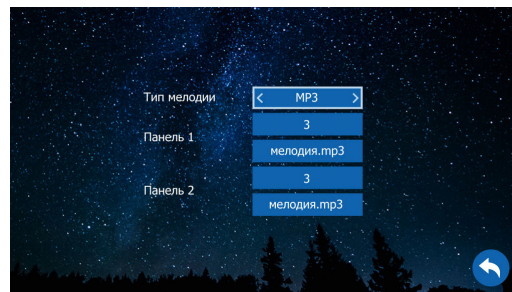 Тип мелодии < MP3 >
3
Панель 1
мелодия.mp3
3
Панель 2
мелодия.mp3